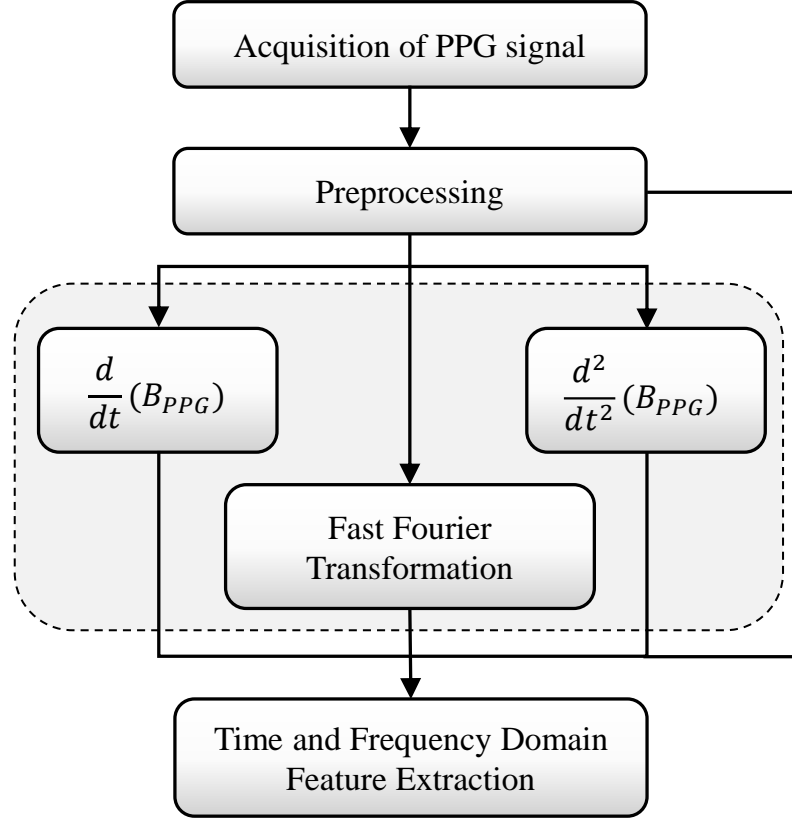 Acquisition of PPG signal
Preprocessing
d/dt (B_PPG)
d²/dt² (B_PPG)
Fast Fourier
Transformation
Time and Frequency Domain
Feature Extraction